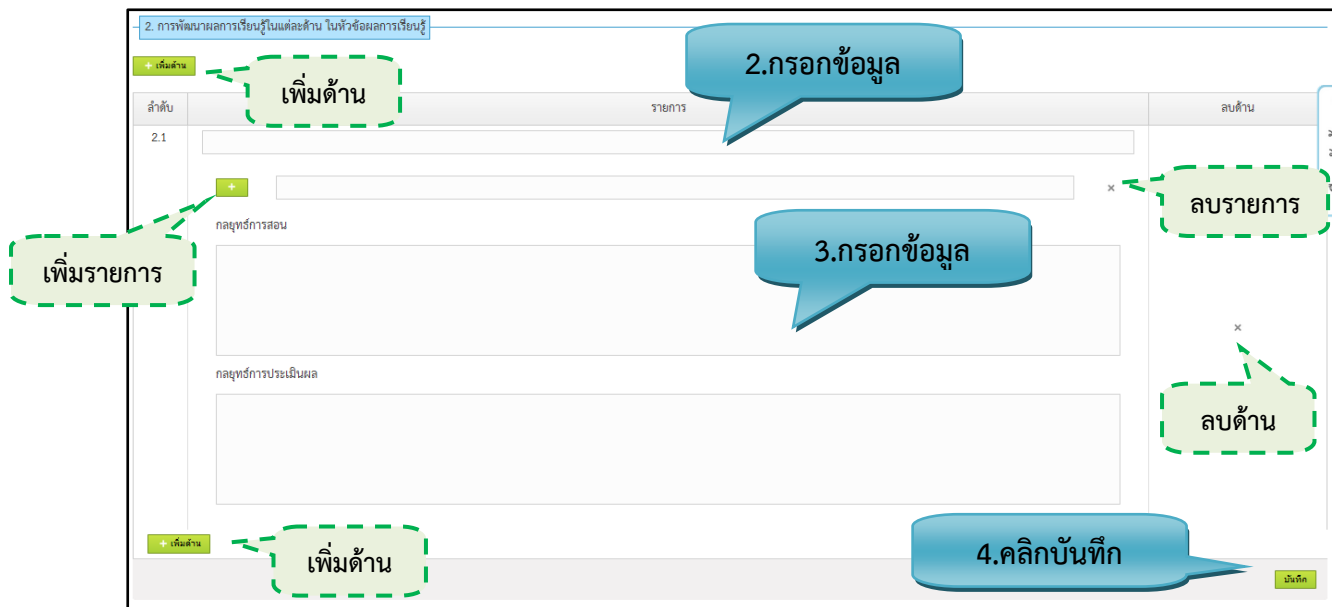 2. การพัฒนาผลการเรียนรู้ในแต่ละด้าน ในหัวข้อผลการเรียนรู้
2.กรอกข้อมูล
+ เพิ่มด้าน
เพิ่มด้าน
ลำดับ
รายการ
ลบด้าน
2.1
+
×
ลบรายการ
กลยุทธ์การสอน
เพิ่มรายการ
3.กรอกข้อมูล
×
กลยุทธ์การประเมินผล
ลบด้าน
+ เพิ่มด้าน
เพิ่มด้าน
4.คลิกบันทึก
บันทึก